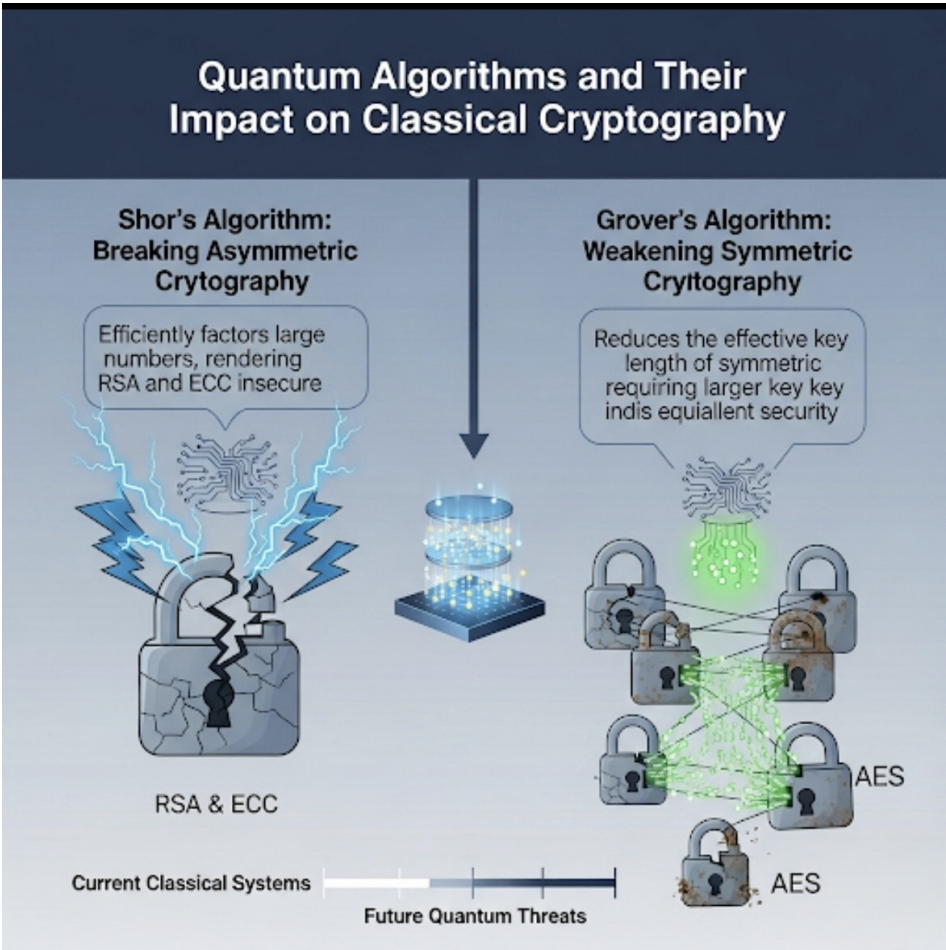 Quantum Algorithms and Their
Impact on Classical Cryptography
Shor's Algorithm:
Breaking Asymmetric
Crytography
Efficiently factors large
numbers, rendering
RSA and ECC insecure
RSA & ECC
Grover's Algorithm:
Weakening Symmetric
Cryltography
Reduces the effective key
length of symmetric
requiring larger key key
indis equiallent security
AES
AES
Current Classical Systems
Future Quantum Threats